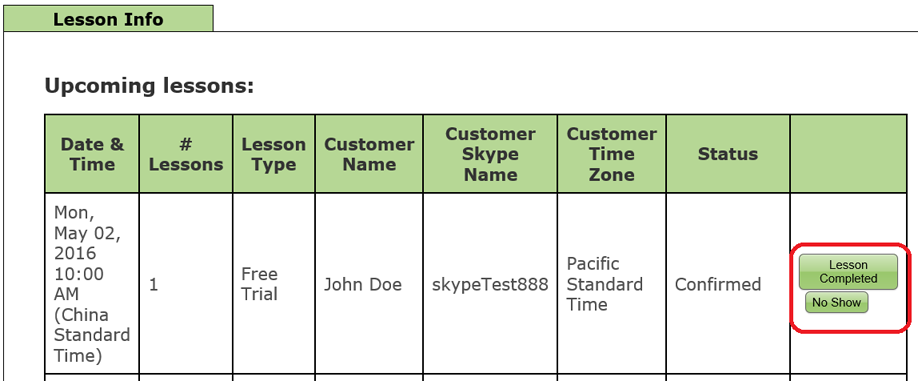 Lesson Info
Upcoming lessons:
Date &
Time
#
Lessons
Lesson
Type
Customer
Name
Customer
Skype
Name
Customer
Time
Zone
Status
Mon,
May 02,
2016
10:00
AM
(China
Standard
Time)
1
Free
Trial
John Doe
skypeTest888
Pacific
Standard
Time
Confirmed
Lesson
Completed
No Show